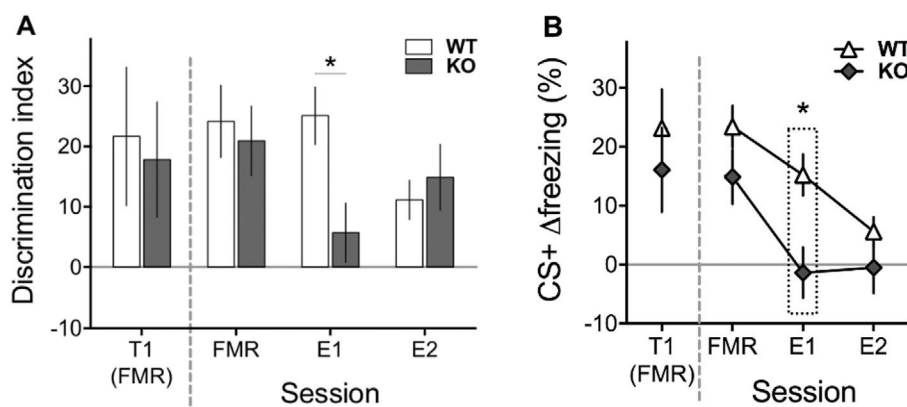 A
WT
KO
Discrimination index
30
20
10
0
-10
*
T1
(FMR)
FMR
E1
E2
Session
B
WT
KO
CS+ Δfreezing (%)
30
20
10
0
-10
*
T1
(FMR)
FMR
E1
E2
Session